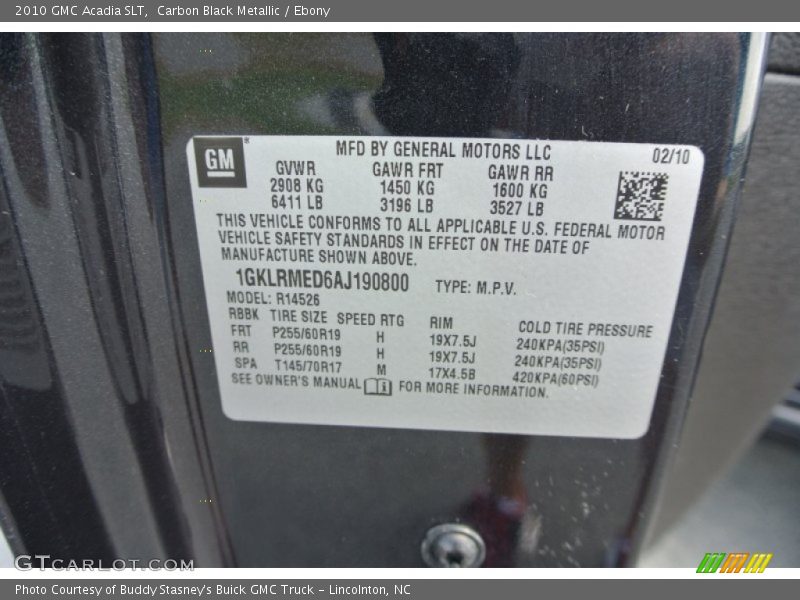 2010 GMC Acadia SLT, Carbon Black Metallic / Ebony
GM
MFD BY GENERAL MOTORS LLC 02/10
GVWR GAWR FRT GAWR RR
2908 KG 1450 KG 1600 KG
6411 LB 3196 LB 3527 LB
THIS VEHICLE CONFORMS TO ALL APPLICABLE U.S. FEDERAL MOTOR
VEHICLE SAFETY STANDARDS IN EFFECT ON THE DATE OF
MANUFACTURE SHOWN ABOVE.
1GKLRMED6AJ190800 TYPE: M.P.V.
MODEL: R14526
RBBK TIRE SIZE SPEED RTG RIM COLD TIRE PRESSURE
FRT P255/60R19 H 19X7.5J 240KPA(35PSI)
RR P255/60R19 H 19X7.5J 240KPA(35PSI)
SPA T145/70R17 M 17X4.5B 420KPA(60PSI)
SEE OWNER'S MANUAL FOR MORE INFORMATION.
GTCARLOT.COM
Photo Courtesy of Buddy Stasney's Buick GMC Truck - Lincolnton, NC